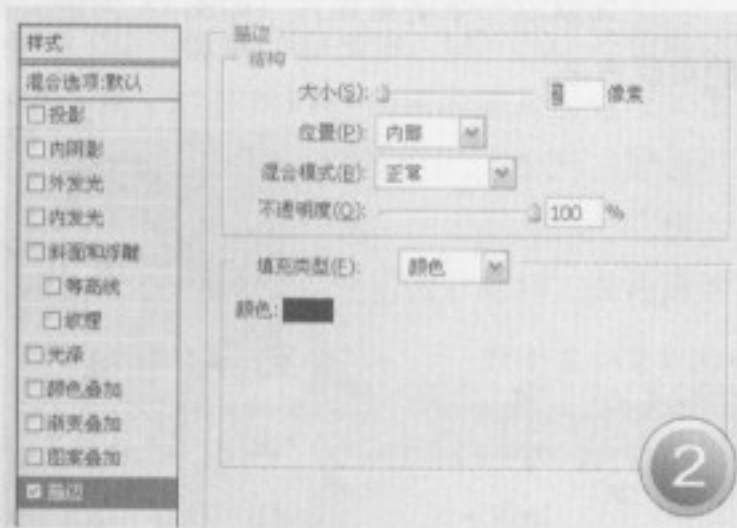 样式
混合选项:默认
投影
内阴影
外发光
内发光
斜面和浮雕
等高线
纹理
光泽
颜色叠加
渐变叠加
图案叠加
描边
描边
结构
大小(S): 像素
位置(P): 内部
混合模式(B): 正常
不透明度(O): 100 %
填充类型(F): 颜色
颜色:
2